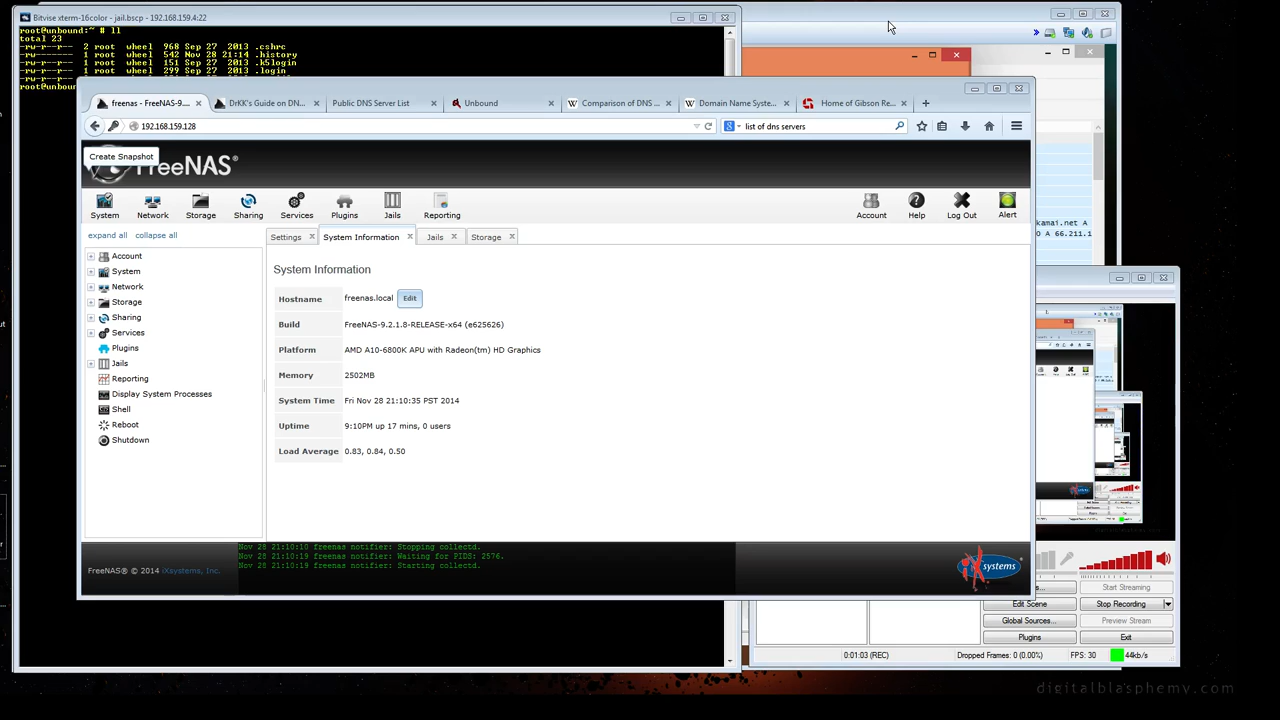 Bitvise xterm-16color - jail.bscp - 192.168.159.4:22
root@unbound:~ # ll
total 23
-rw-r--r-- 2 root wheel 968 Sep 27 2013 .cshrc
-rw------- 1 root wheel 542 Nov 28 21:14 .history
-rw-r--r-- 1 root wheel 151 Sep 27 2013 .k5login
-rw-r--r-- 1 root wheel 299 Sep 27 2013 .login
root@unboun
freenas - FreeNAS-9....
DrKK's Guide on DN...
Public DNS Server List
Unbound
Comparison of DNS ...
Domain Name Syste...
Home of Gibson Re...
192.168.159.128
list of dns servers
Create Snapshot
FreeNAS®
System
Network
Storage
Sharing
Services
Plugins
Jails
Reporting
Account
Help
Log Out
Alert
expand all
collapse all
Settings
System Information
Jails
Storage
Account
System
Network
Storage
Sharing
Services
Plugins
Jails
Reporting
Display System Processes
Shell
Reboot
Shutdown
System Information
Hostname freenas.local Edit
Build FreeNAS-9.2.1.8-RELEASE-x64 (e625626)
Platform AMD A10-6800K APU with Radeon(tm) HD Graphics
Memory 2502MB
System Time Fri Nov 28 21:10:35 PST 2014
Uptime 9:10PM up 17 mins, 0 users
Load Average 0.83, 0.84, 0.50
Nov 28 21:10:10 freenas notifier: Stopping collectd.
Nov 28 21:10:19 freenas notifier: Waiting for PIDS: 2576.
Nov 28 21:10:19 freenas notifier: Starting collectd.
FreeNAS® © 2014 iXsystems, Inc.
iXsystems
kamai.net A
0 A 66.211.1
Start Streaming
Edit Scene
Stop Recording
Global Sources...
Preview Stream
Plugins
Exit
0:01:03 (REC)
Dropped Frames: 0 (0.00%)
FPS: 30
44kb/s
digitalblasphemy.com